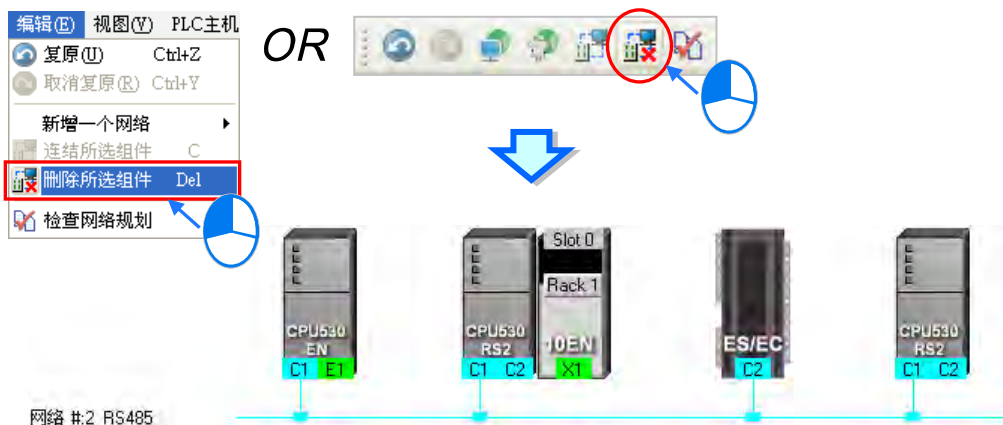 编辑(E) 视图(V) PLC主机
复原(U) Ctrl+Z
取消复原(R) Ctrl+Y
新增一个网络
连结所选组件 C
删除所选组件 Del
检查网络规划
OR
CPU530
EN
C1 E1
CPU530
RS2
C1 C2
Slot 0
Rack 1
10EN
X1
ES/EC
C2
CPU530
RS2
C1 C2
网络 #:2 RS485